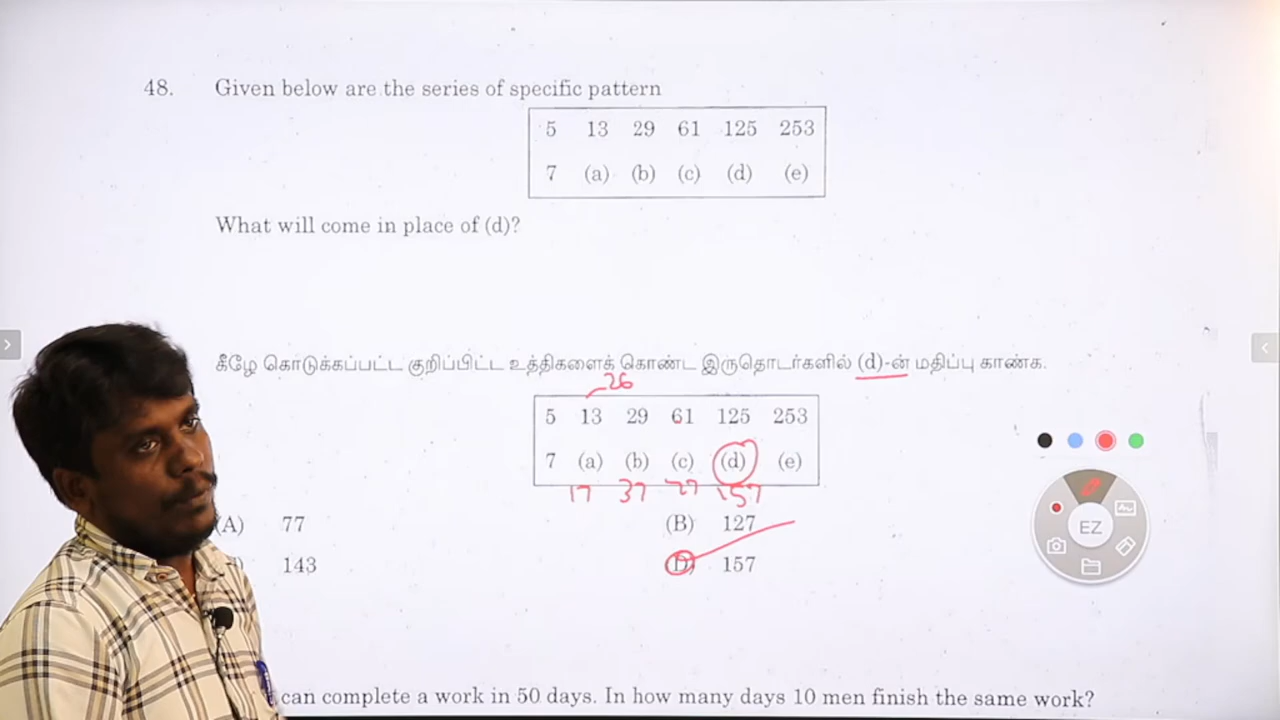 48. Given below are the series of specific pattern
5 13 29 61 125 253
7 (a) (b) (c) (d) (e)
What will come in place of (d)?
கீழே கொடுக்கப்பட்ட குறிப்பிட்ட உத்திகளைக் கொண்ட இருதொடர்களில் (d)-ன் மதிப்பு காண்க.
26
5 13 29 61 125 253
7 (a) (b) (c) (d) (e)
17 37 77 157
(A) 77 (B) 127
143 (D) 157
EZ
can complete a work in 50 days. In how many days 10 men finish the same work?